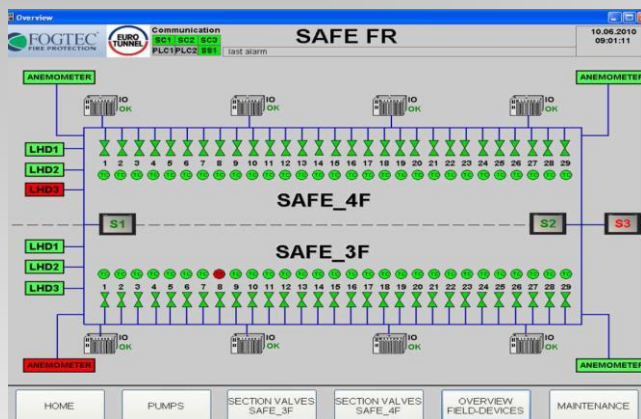 Overview
FOGTEC
FIRE PROTECTION
EURO
TUNNEL
Communication
SC1 SC2 SC3
PLC1 PLC2 SS1
last alarm
SAFE FR
10.06.2010
09:01:11
ANEMOMETER
ANEMOMETER
IO
OK
IO
OK
IO
OK
IO
OK
LHD1
LHD2
LHD3
1 2 3 4 5 6 7 8 9 10 11 12 13 14 15 16 17 18 19 20 21 22 23 24 25 26 27 28 29
SAFE_4F
S1
S2
S3
SAFE_3F
LHD1
LHD2
LHD3
1 2 3 4 5 6 7 8 9 10 11 12 13 14 15 16 17 18 19 20 21 22 23 24 25 26 27 28 29
IO
OK
IO
OK
IO
OK
IO
OK
ANEMOMETER
ANEMOMETER
HOME
PUMPS
SECTION VALVES
SAFE_3F
SECTION VALVES
SAFE_4F
OVERVIEW
FIELD-DEVICES
MAINTENANCE